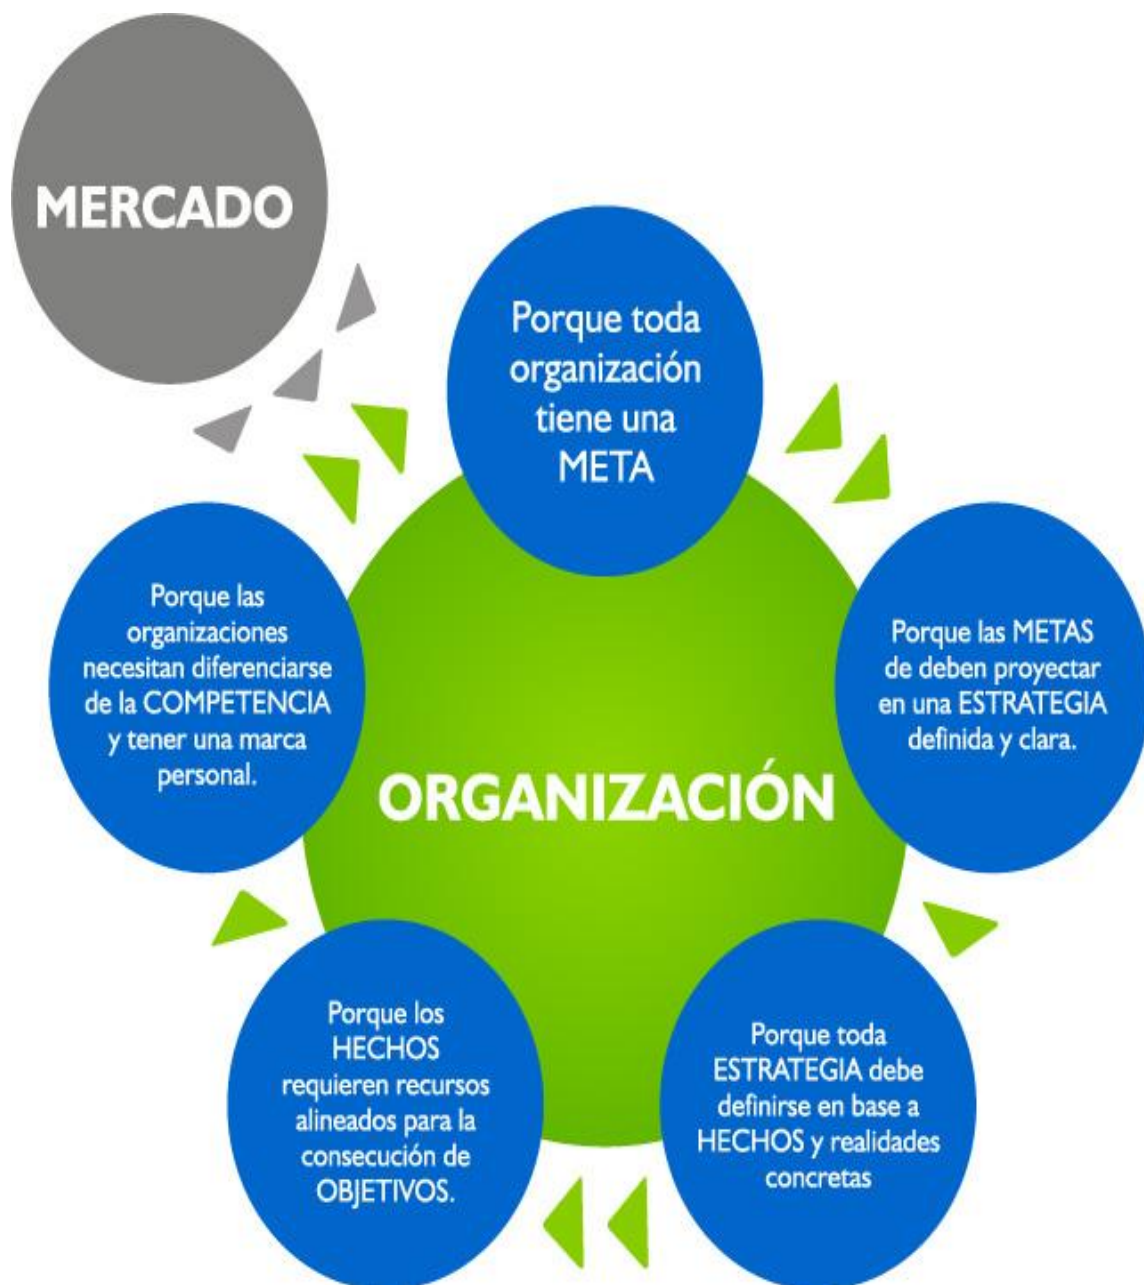 MERCADO
Porque toda
organización
tiene una
META
Porque las
organizaciones
necesitan diferenciarse
de la COMPETENCIA
y tener una marca
personal.
Porque las METAS
de deben proyectar
en una ESTRATEGIA
definida y clara.
ORGANIZACIÓN
Porque los
HECHOS
requieren recursos
alineados para la
consecución de
OBJETIVOS.
Porque toda
ESTRATEGIA debe
definirse en base a
HECHOS y realidades
concretas